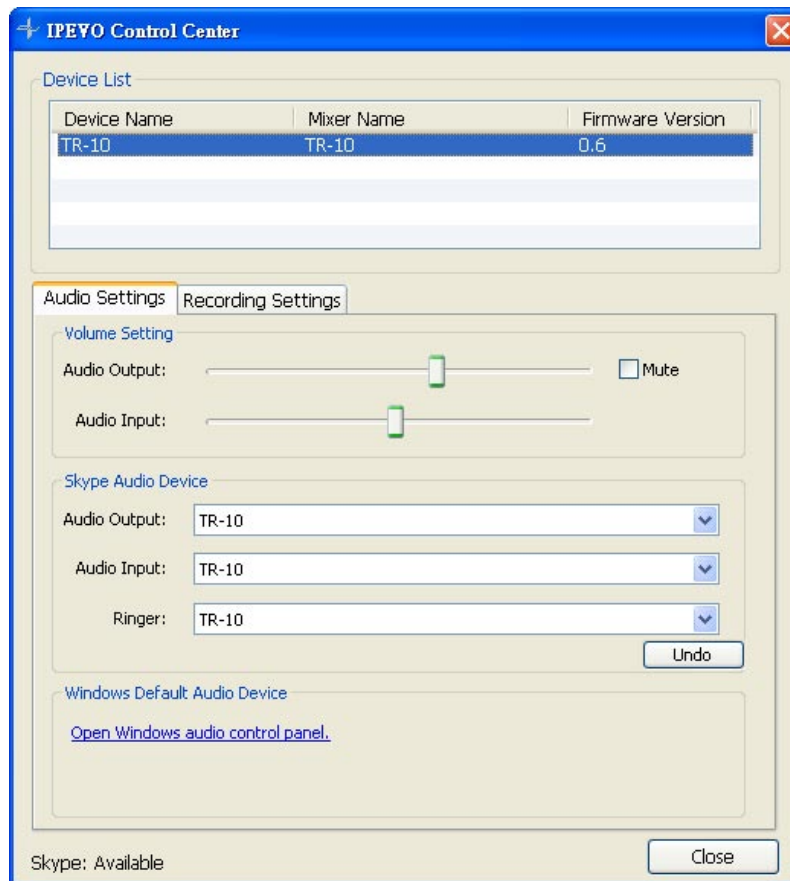 IPEVO Control Center
Device List
Device Name Mixer Name Firmware Version
TR-10 TR-10 0.6
Audio Settings Recording Settings
Volume Setting
Audio Output: Mute
Audio Input:
Skype Audio Device
Audio Output: TR-10
Audio Input: TR-10
Ringer: TR-10
Undo
Windows Default Audio Device
Open Windows audio control panel.
Skype: Available Close